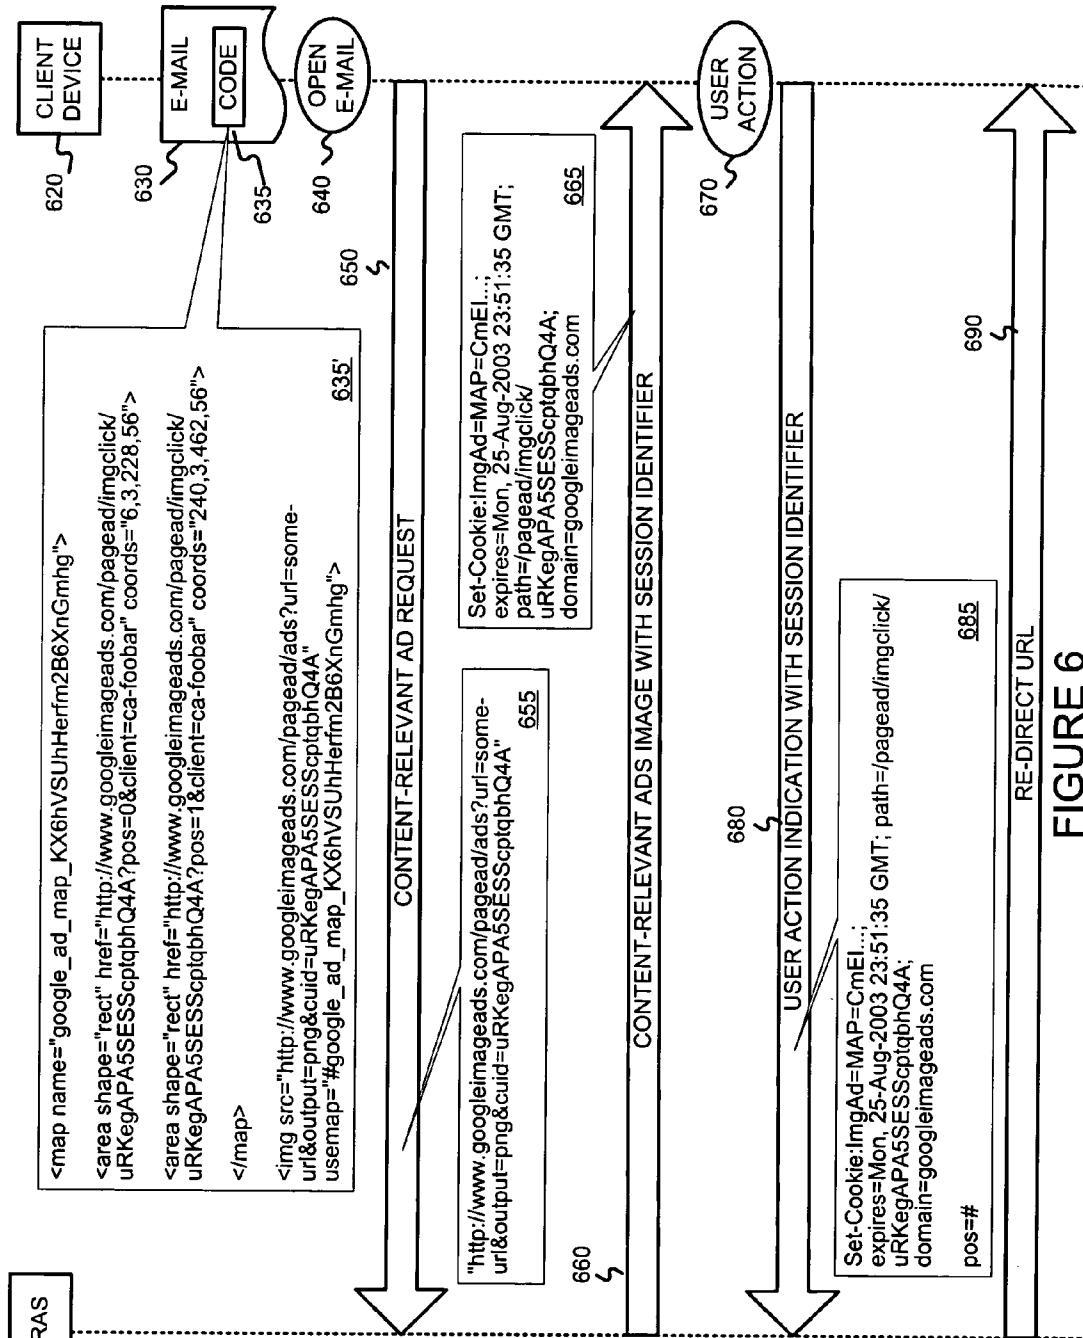 CLIENT
DEVICE
620
E-MAIL
CODE
630
635
OPEN
E-MAIL
640
<map name="google_ad_map_KX6hVSUhHerfm2B6XnGmhg">
<area shape="rect" href="http://www.googleimageads.com/pagead/imgclick/
uRKegAPA5SESScptqbhQ4A?pos=0&client=ca-foobar" coords="6,3,228,56">
<area shape="rect" href="http://www.googleimageads.com/pagead/imgclick/
uRKegAPA5SESScptqbhQ4A?pos=1&client=ca-foobar" coords="240,3,462,56">
</map>
<img src="http://www.googleimageads.com/pagead/ads?url=some-
url&output=png&cuid=uRKegAPA5SESScptqbhQ4A"
usemap="#google_ad_map_KX6hVSUhHerfm2B6XnGmhg">
635'
RAS
650
CONTENT-RELEVANT AD REQUEST
"http://www.googleimageads.com/pagead/ads?url=some-
url&output=png&cuid=uRKegAPA5SESScptqbhQ4A"
655
Set-Cookie:ImgAd=MAP=CmEI...;
expires=Mon, 25-Aug-2003 23:51:35 GMT;
path=/pagead/imgclick/
uRKegAPA5SESScptqbhQ4A;
domain=googleimageads.com
665
660
CONTENT-RELEVANT ADS IMAGE WITH SESSION IDENTIFIER
USER
ACTION
670
680
USER ACTION INDICATION WITH SESSION IDENTIFIER
Set-Cookie:ImgAd=MAP=CmEI...;
expires=Mon, 25-Aug-2003 23:51:35 GMT; path=/pagead/imgclick/
uRKegAPA5SESScptqbhQ4A;
domain=googleimageads.com
pos=#
685
690
RE-DIRECT URL
FIGURE 6